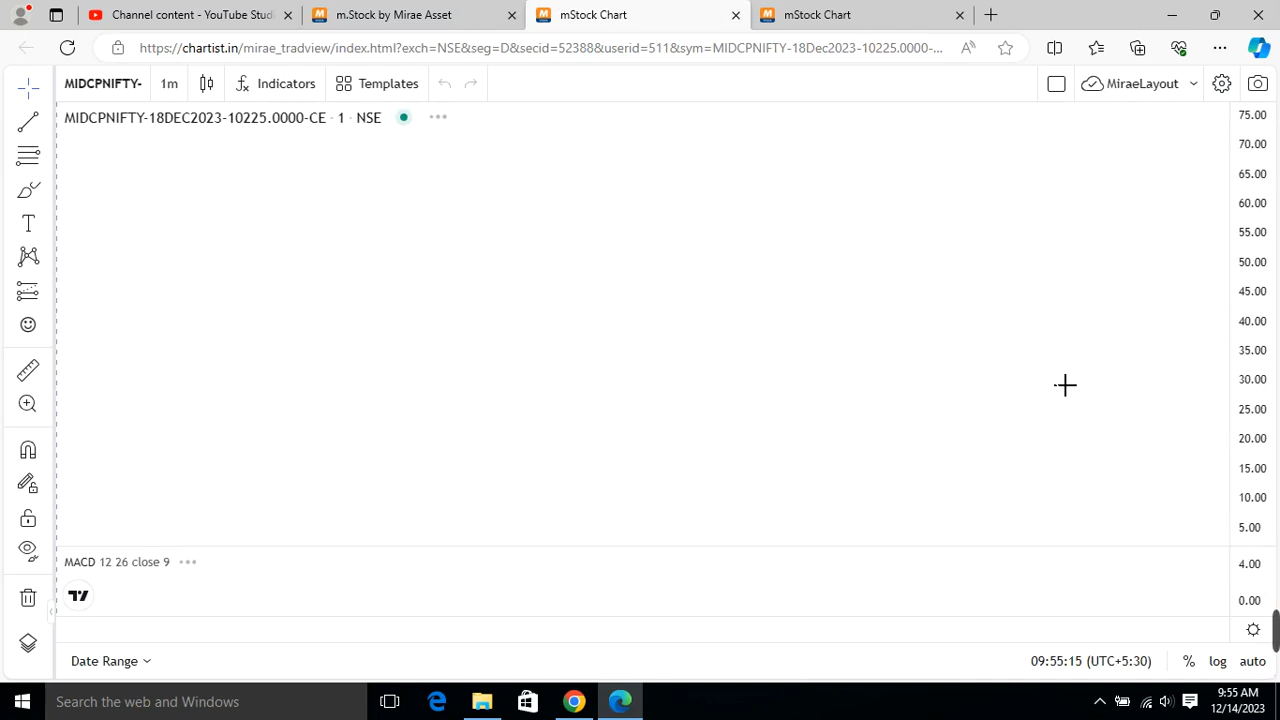 Channel content - YouTube Stud
m.Stock by Mirae Asset
mStock Chart
mStock Chart
https://chartist.in/mirae_tradview/index.html?exch=NSE&seg=D&secid=52388&userid=511&sym=MIDCPNIFTY-18Dec2023-10225.0000-...
MIDCPNIFTY-
1m
Indicators
Templates
MiraeLayout
MIDCPNIFTY-18DEC2023-10225.0000-CE · 1 · NSE
75.00
70.00
65.00
60.00
55.00
50.00
45.00
40.00
35.00
30.00
25.00
20.00
15.00
10.00
5.00
MACD 12 26 close 9
4.00
0.00
Date Range
09:55:15 (UTC+5:30)
%
log
auto
Search the web and Windows
9:55 AM
12/14/2023